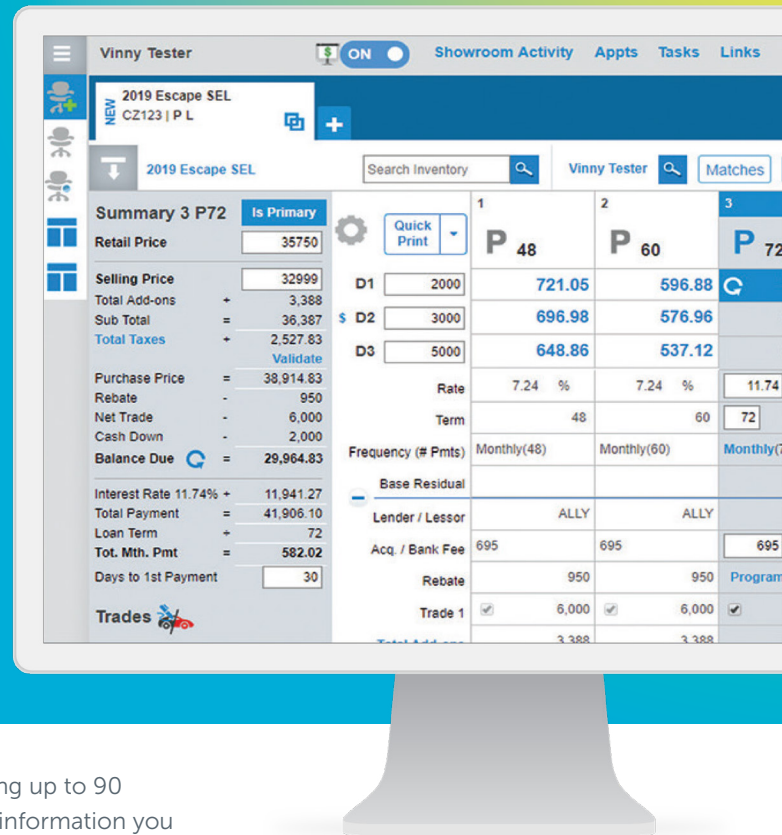 Vinny Tester ON Showroom Activity Appts Tasks Links
NEW
2019 Escape SEL
CZ123 | P L
+
2019 Escape SEL Search Inventory Vinny Tester Matches
Summary 3 P72 Is Primary
Retail Price 35750
Selling Price 32999
Total Add-ons + 3,388
Sub Total = 36,387
Total Taxes + 2,527.83
Validate
Purchase Price = 38,914.83
Rebate - 950
Net Trade - 6,000
Cash Down - 2,000
Balance Due = 29,964.83
Interest Rate 11.74% + 11,941.27
Total Payment = 41,906.10
Loan Term ÷ 72
Tot. Mth. Pmt = 582.02
Days to 1st Payment 30
Trades
Quick Print
1 2 3
P 48 P 60 P 72
D1 2000 721.05 596.88
$ D2 3000 696.98 576.96
D3 5000 648.86 537.12
Rate 7.24 % 7.24 % 11.74
Term 48 60 72
Frequency (# Pmts) Monthly(48) Monthly(60) Monthly(7
Base Residual
Lender / Lessor ALLY ALLY
Acq. / Bank Fee 695 695 695
Rebate 950 950 Program
Trade 1 6,000 6,000
Total Add-ons 3,388 3,388
ng up to 90
information you